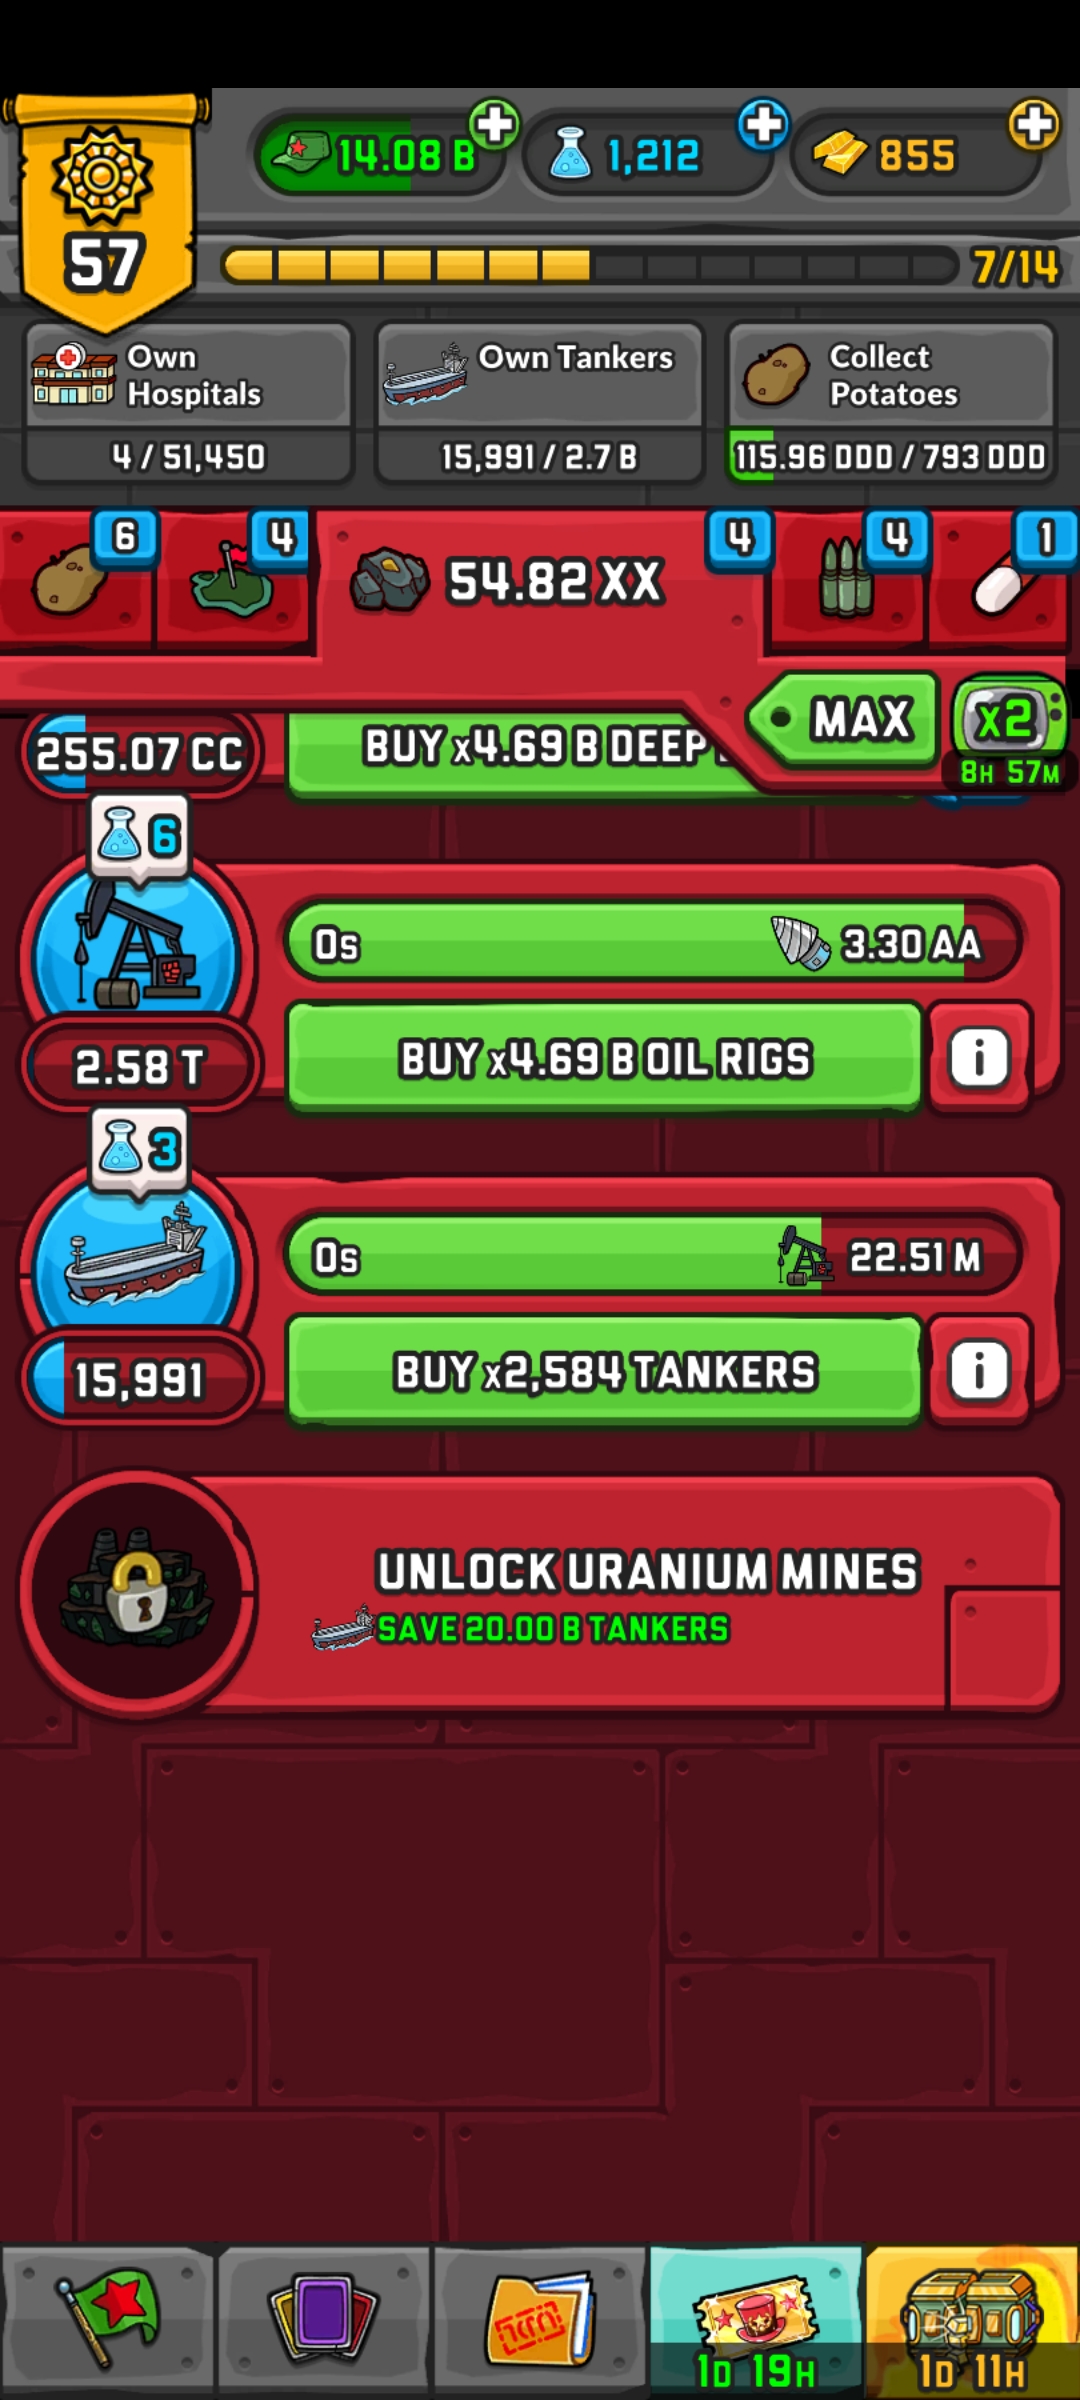 57
14.08 B
1,212
855
7/14
Own
Hospitals
4 / 51,450
Own Tankers
15,991 / 2.7 B
Collect
Potatoes
115.96 DDD / 793 DDD
6
4
54.82 XX
4
4
1
MAX
x2
8H 57M
255.07 CC
BUY x4.69 B DEEP
6
0s
3.30 AA
2.58 T
BUY x4.69 B OIL RIGS
i
3
0s
22.51 M
15,991
BUY x2,584 TANKERS
i
UNLOCK URANIUM MINES
SAVE 20.00 B TANKERS
1D 19H
1D 11H